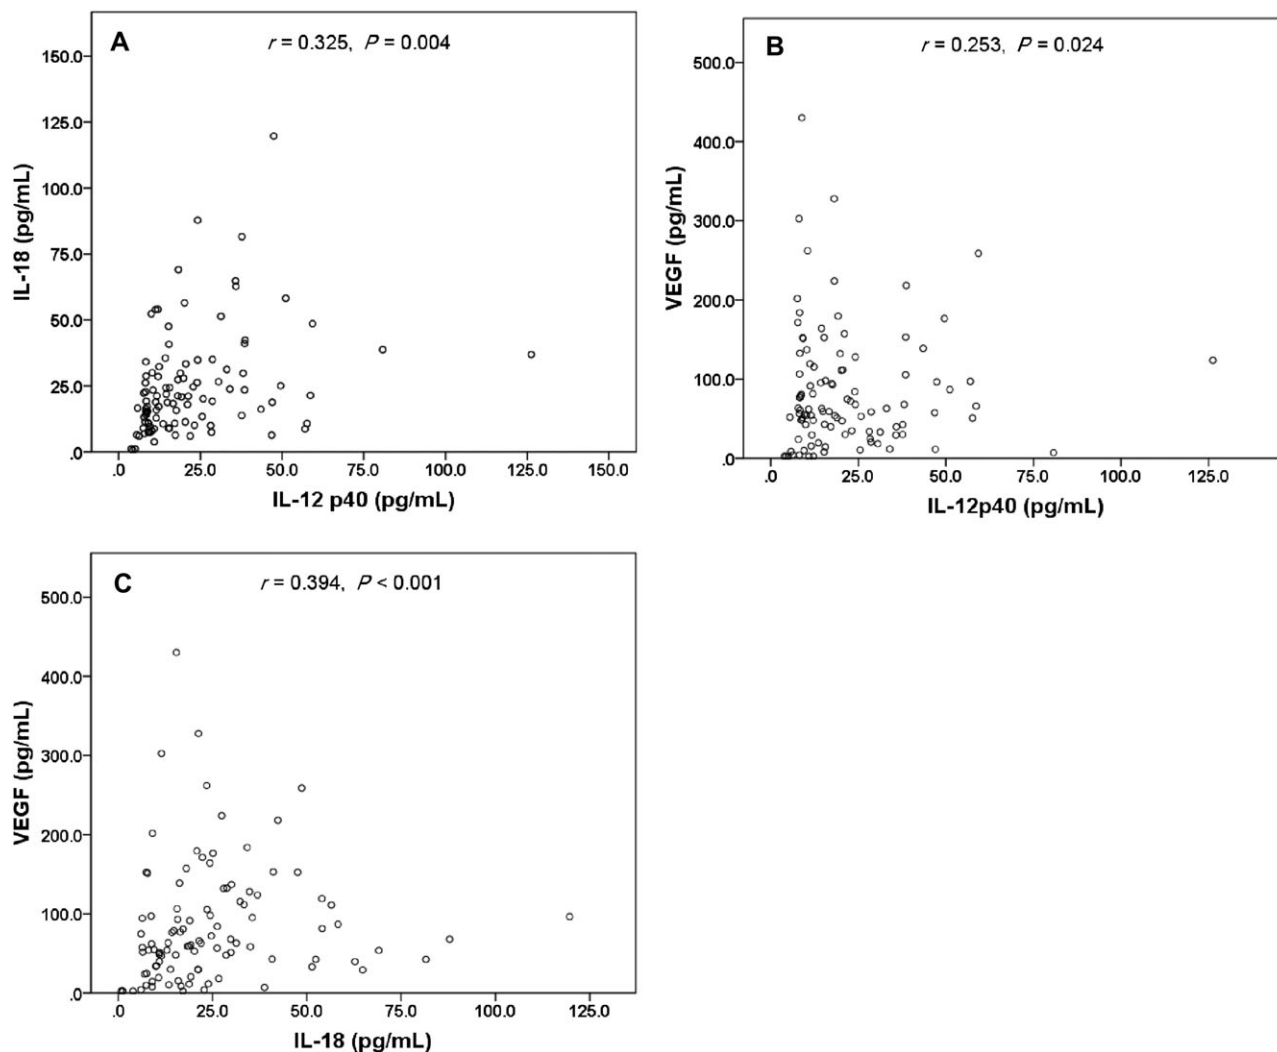 A
r = 0.325, P = 0.004
150.0
125.0
100.0
75.0
50.0
25.0
.0
IL-18 (pg/mL)
.0 25.0 50.0 75.0 100.0 125.0 150.0
IL-12 p40 (pg/mL)
B
r = 0.253, P = 0.024
500.0
400.0
300.0
200.0
100.0
.0
VEGF (pg/mL)
.0 25.0 50.0 75.0 100.0 125.0
IL-12p40 (pg/mL)
C
r = 0.394, P < 0.001
500.0
400.0
300.0
200.0
100.0
.0
VEGF (pg/mL)
.0 25.0 50.0 75.0 100.0 125.0
IL-18 (pg/mL)